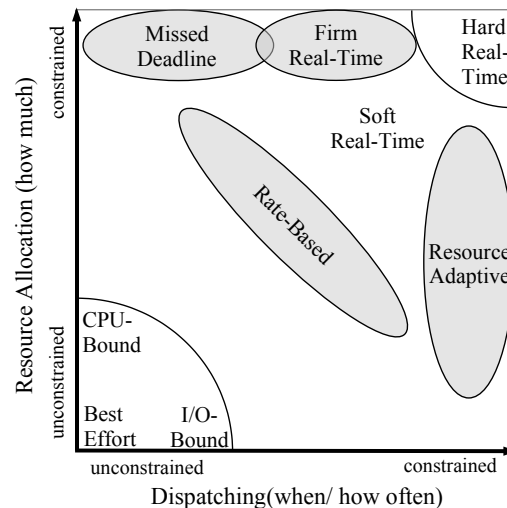 Missed
Deadline
Firm
Real-Time
Hard
Real-
Time
Soft
Real-Time
Rate-Based
Resource
Adaptive
CPU-
Bound
Best
Effort
I/O-
Bound
Resource Allocation (how much)
constrained
unconstrained
unconstrained
constrained
Dispatching(when/ how often)